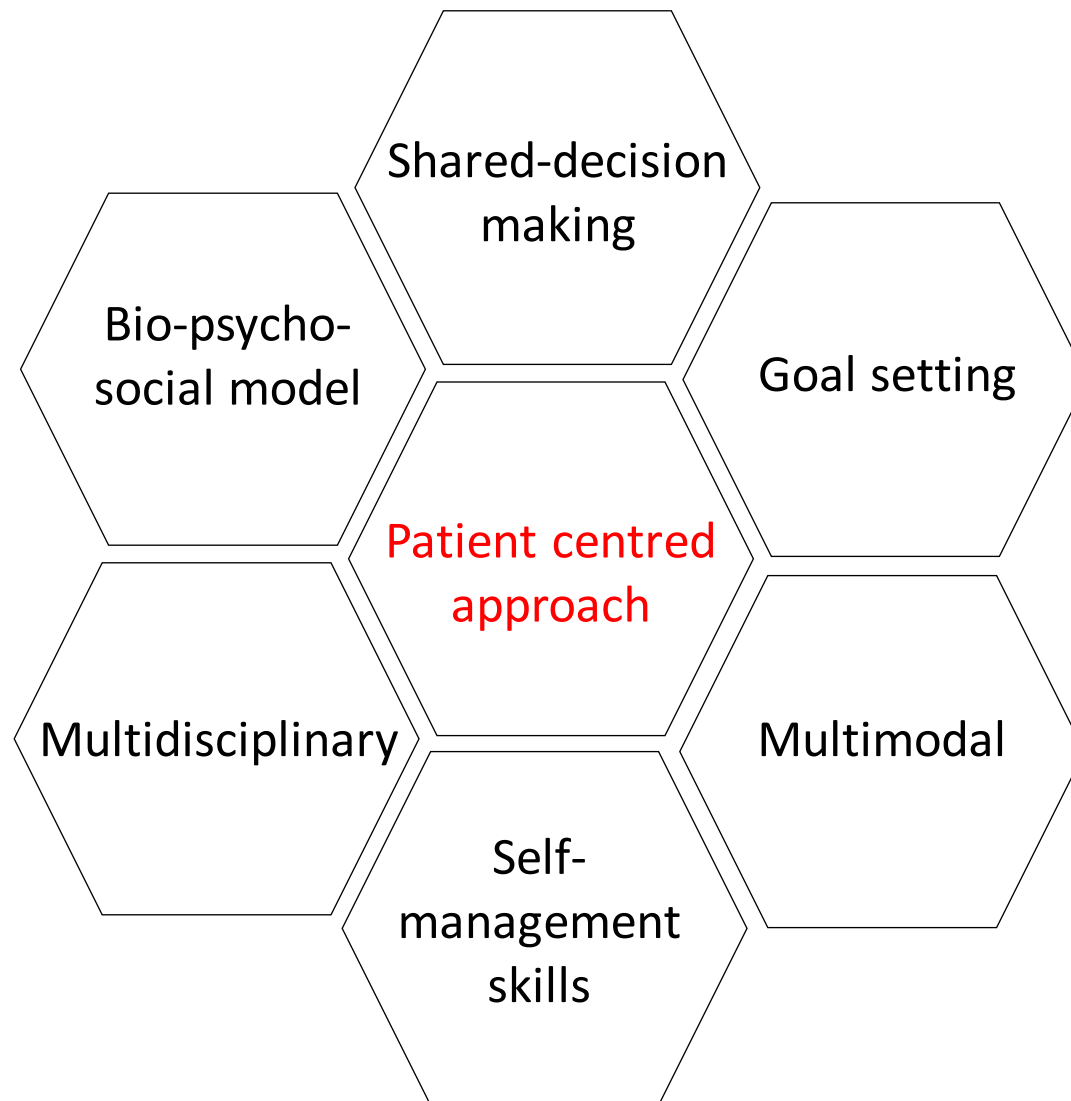 Shared-decision
making
Bio-psycho-
social model
Goal setting
Patient centred
approach
Multidisciplinary
Multimodal
Self-
management
skills